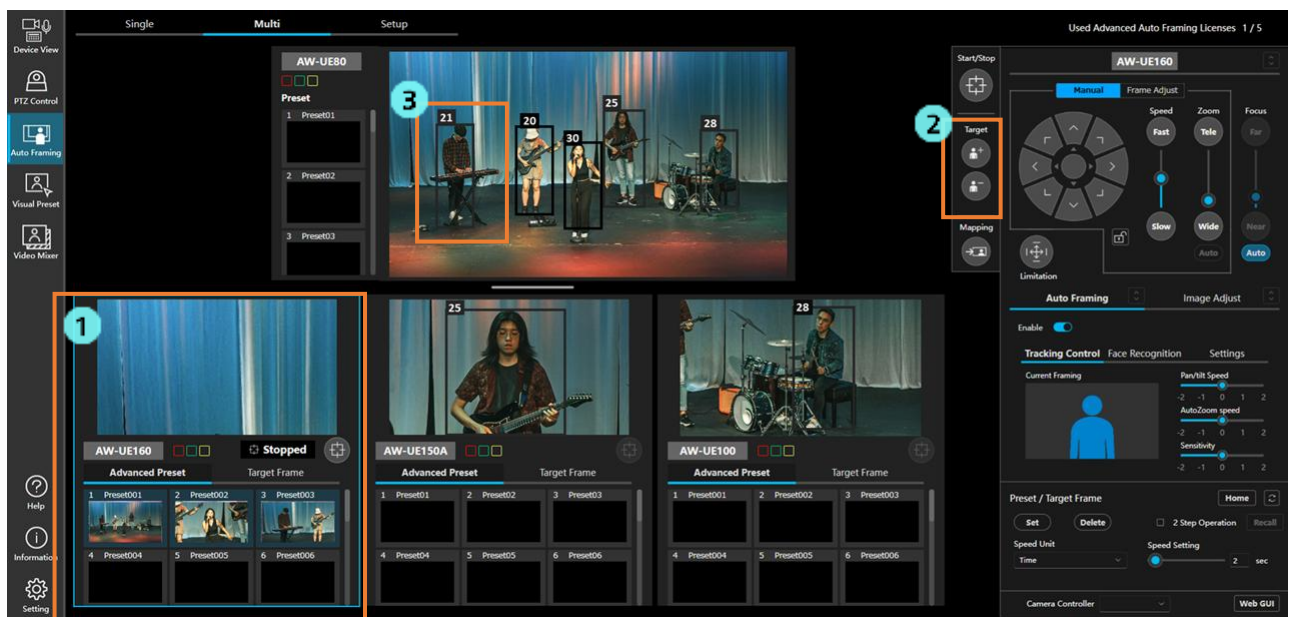 Single Multi Setup
Used Advanced Auto Framing Licenses 1 / 5
Device View
PTZ Control
Auto Framing
Visual Preset
Video Mixer
Help
Information
Setting
AW-UE80
Preset
1 Preset01
2 Preset02
3 Preset03
3
21
20
30
25
28
2
Start/Stop
Target
Mapping
1
AW-UE160
Stopped
Advanced Preset Target Frame
1 Preset001 2 Preset002 3 Preset003
4 Preset004 5 Preset005 6 Preset006
25
AW-UE150A
Advanced Preset Target Frame
1 Preset01 2 Preset02 3 Preset03
4 Preset04 5 Preset05 6 Preset06
28
AW-UE100
Advanced Preset Target Frame
1 Preset001 2 Preset002 3 Preset003
4 Preset004 5 Preset005 6 Preset006
AW-UE160
Manual Frame Adjust
Speed Zoom Focus
Fast Tele Far
Slow Wide Near
Auto Auto
Limitation
Auto Framing Image Adjust
Enable
Tracking Control Face Recognition Settings
Current Framing
Pan/tilt Speed
-2 -1 0 1 2
AutoZoom speed
-2 -1 0 1 2
Sensitivity
-2 -1 0 1 2
Preset / Target Frame Home
Set Delete 2 Step Operation Recall
Speed Unit Speed Setting
Time 2 sec
Camera Controller Web GUI